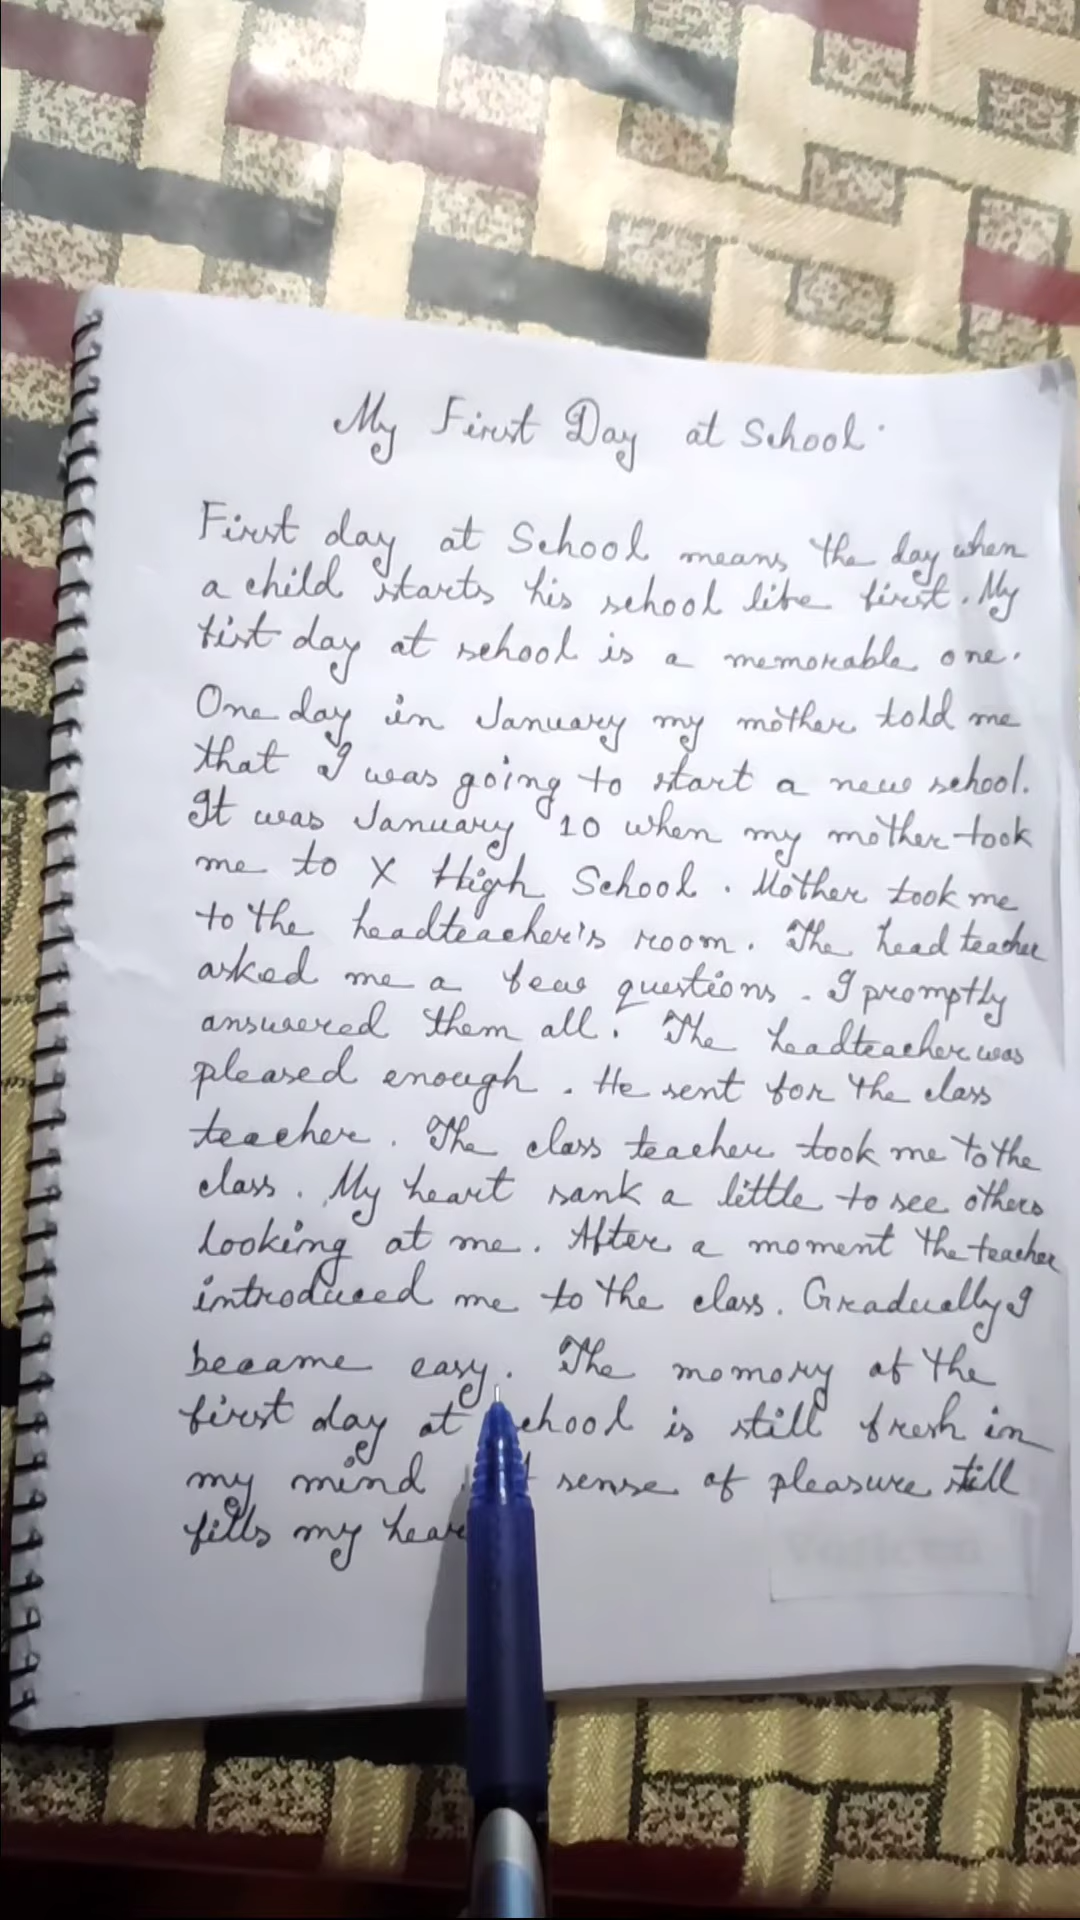 My First Day at School.
First day at School means the day when
a child starts his school life first. My
fist day at school is a memorable one.
One day in January my mother told me
that I was going to start a new school.
It was January 10 when my mother took
me to X High School. Mother took me
to the headteacher's room. The head teacher
asked me a few questions. I promptly
answered them all. The headteacher was
pleased enough. He sent for the class
teacher. The class teacher took me to the
class. My heart sank a little to see others
looking at me. After a moment the teacher
introduced me to the class. Gradually I
became easy. The momory of the
first day at school is still fresh in
my mind sense of pleasure still
fills my